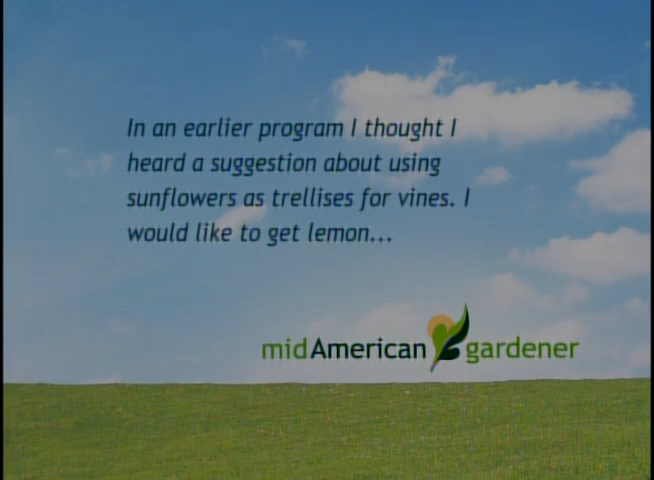 In an earlier program I thought I
heard a suggestion about using
sunflowers as trellises for vines. I
would like to get lemon...
midAmerican gardener